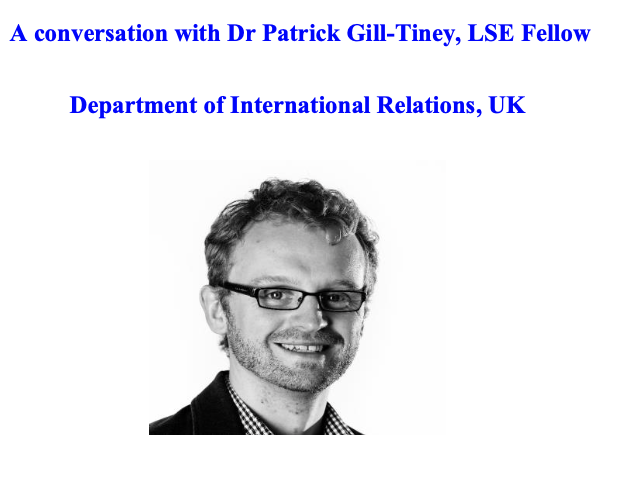 A conversation with Dr Patrick Gill-Tiney, LSE Fellow
Department of International Relations, UK